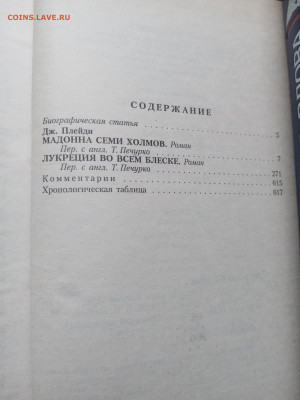 COINS.LAVE.RU
СОДЕРЖАНИЕ
Биографическая статья . . . . . . . . . . . . . . . . 5
Дж. Плейди
МАДОННА СЕМИ ХОЛМОВ. Роман
Пер. с англ. Т. Печурко . . . . . . . . . . . . . . . . 7
ЛУКРЕЦИЯ ВО ВСЕМ БЛЕСКЕ. Роман
Пер. с англ. Т. Печурко . . . . . . . . . . . . . . . . 271
Комментарии . . . . . . . . . . . . . . . . 615
Хронологическая таблица . . . . . . . . . . . . . . . . 617